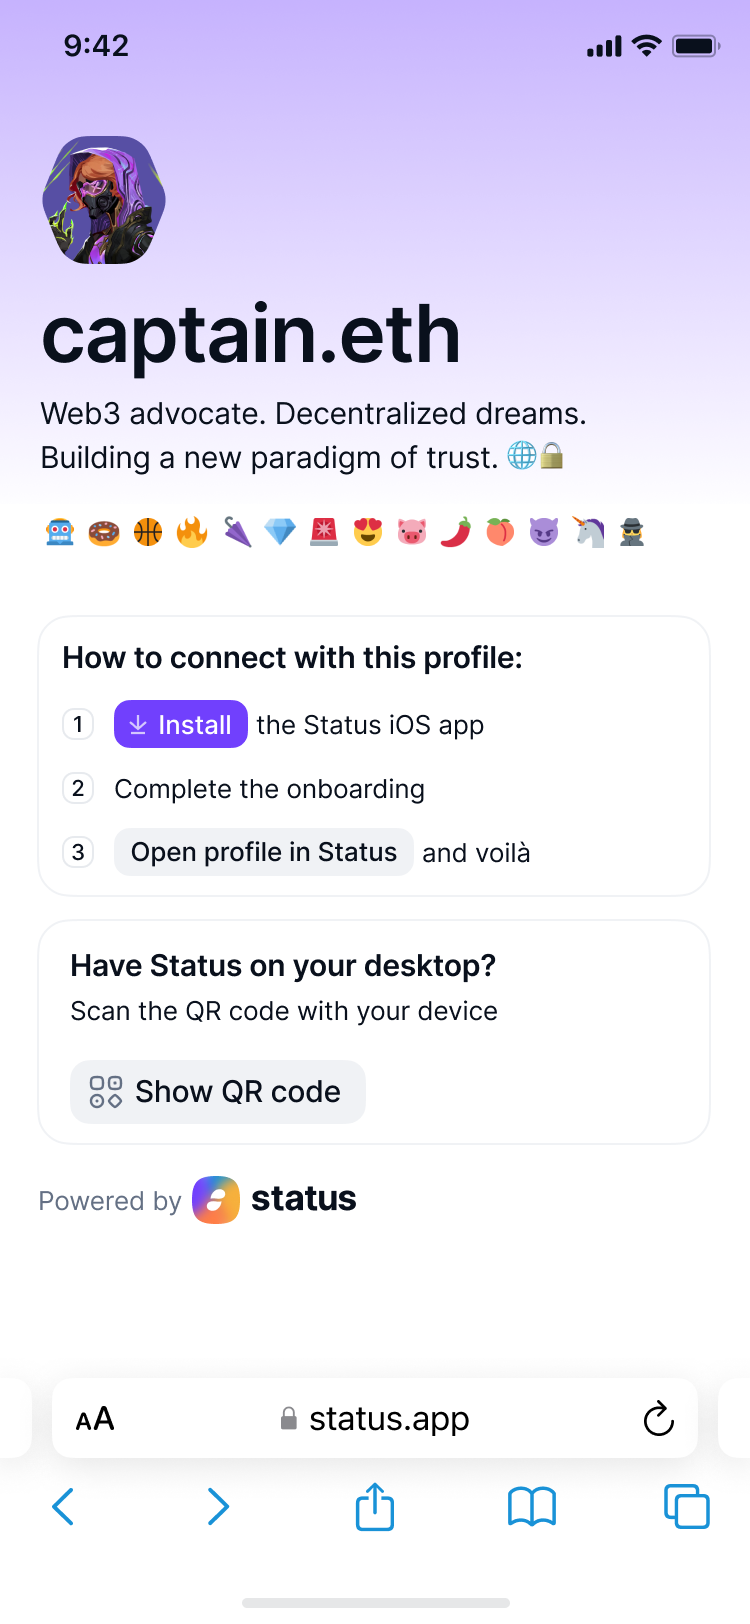 9:42
captain.eth
Web3 advocate. Decentralized dreams.
Building a new paradigm of trust. 🌐🔒
🤖 🍩 🏀 🔥 🌂 💎 🚨 😍 🐷 🌶️ 🍑 😈 🦄 🕵️
How to connect with this profile:
1 Install the Status iOS app
2 Complete the onboarding
3 Open profile in Status and voilà
Have Status on your desktop?
Scan the QR code with your device
Show QR code
Powered by status
AA status.app